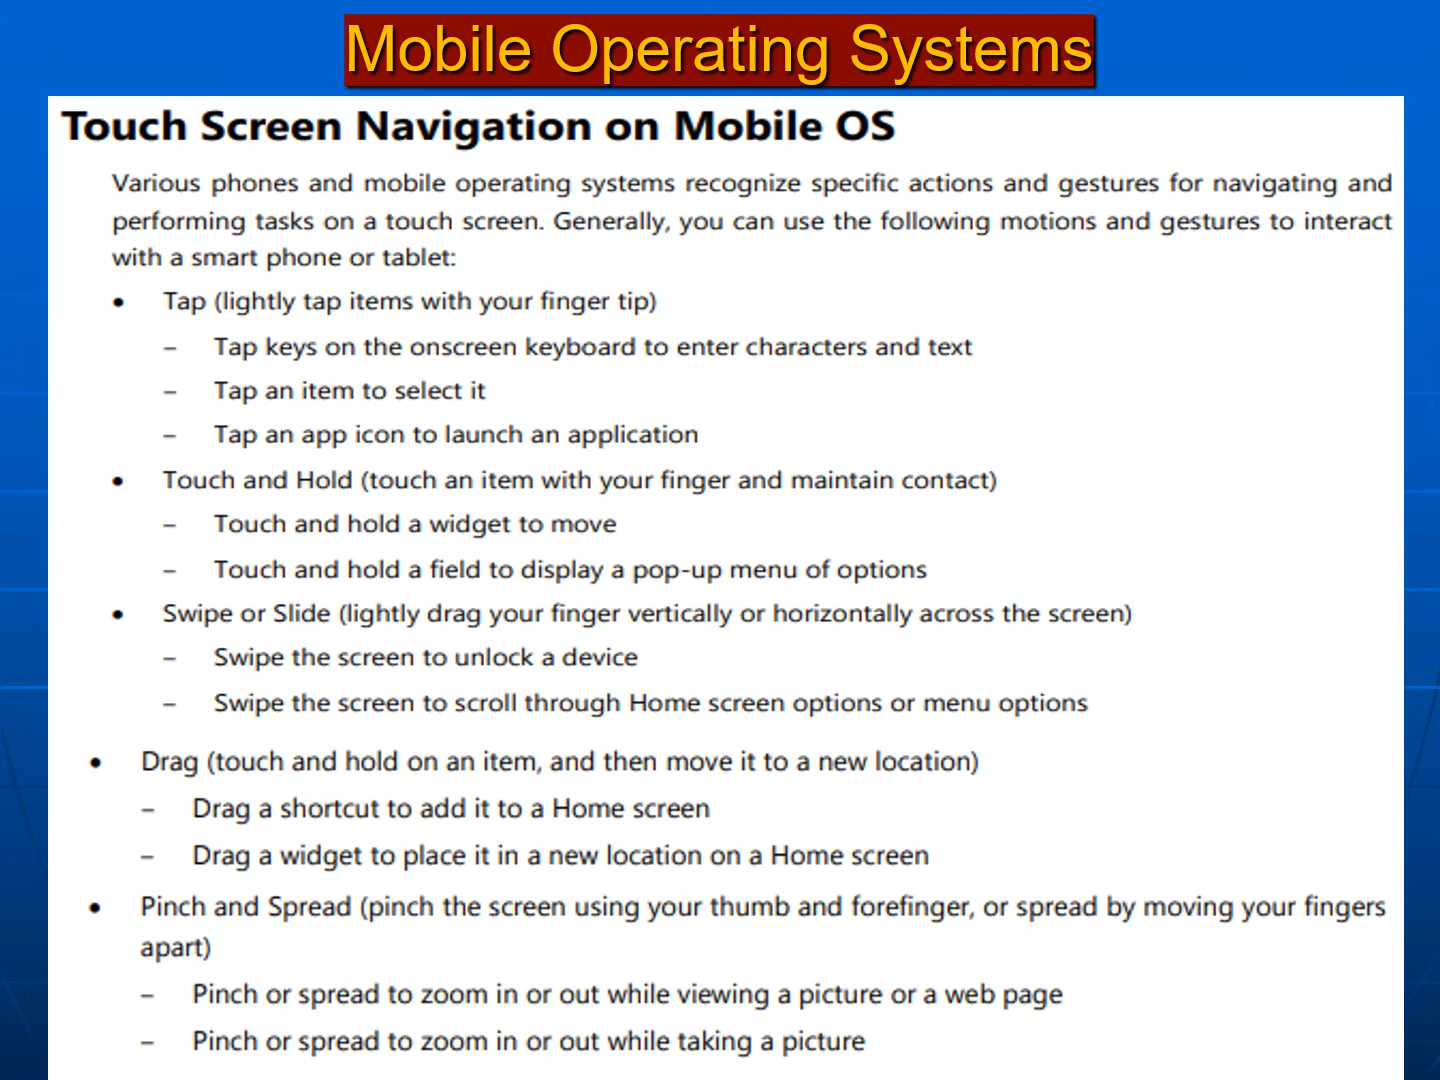 Mobile Operating Systems
Touch Screen Navigation on Mobile OS
Various phones and mobile operating systems recognize specific actions and gestures for navigating and
performing tasks on a touch screen. Generally, you can use the following motions and gestures to interact
with a smart phone or tablet:
• Tap (lightly tap items with your finger tip)
– Tap keys on the onscreen keyboard to enter characters and text
– Tap an item to select it
– Tap an app icon to launch an application
• Touch and Hold (touch an item with your finger and maintain contact)
– Touch and hold a widget to move
– Touch and hold a field to display a pop-up menu of options
• Swipe or Slide (lightly drag your finger vertically or horizontally across the screen)
– Swipe the screen to unlock a device
– Swipe the screen to scroll through Home screen options or menu options
• Drag (touch and hold on an item, and then move it to a new location)
– Drag a shortcut to add it to a Home screen
– Drag a widget to place it in a new location on a Home screen
• Pinch and Spread (pinch the screen using your thumb and forefinger, or spread by moving your fingers
apart)
– Pinch or spread to zoom in or out while viewing a picture or a web page
– Pinch or spread to zoom in or out while taking a picture